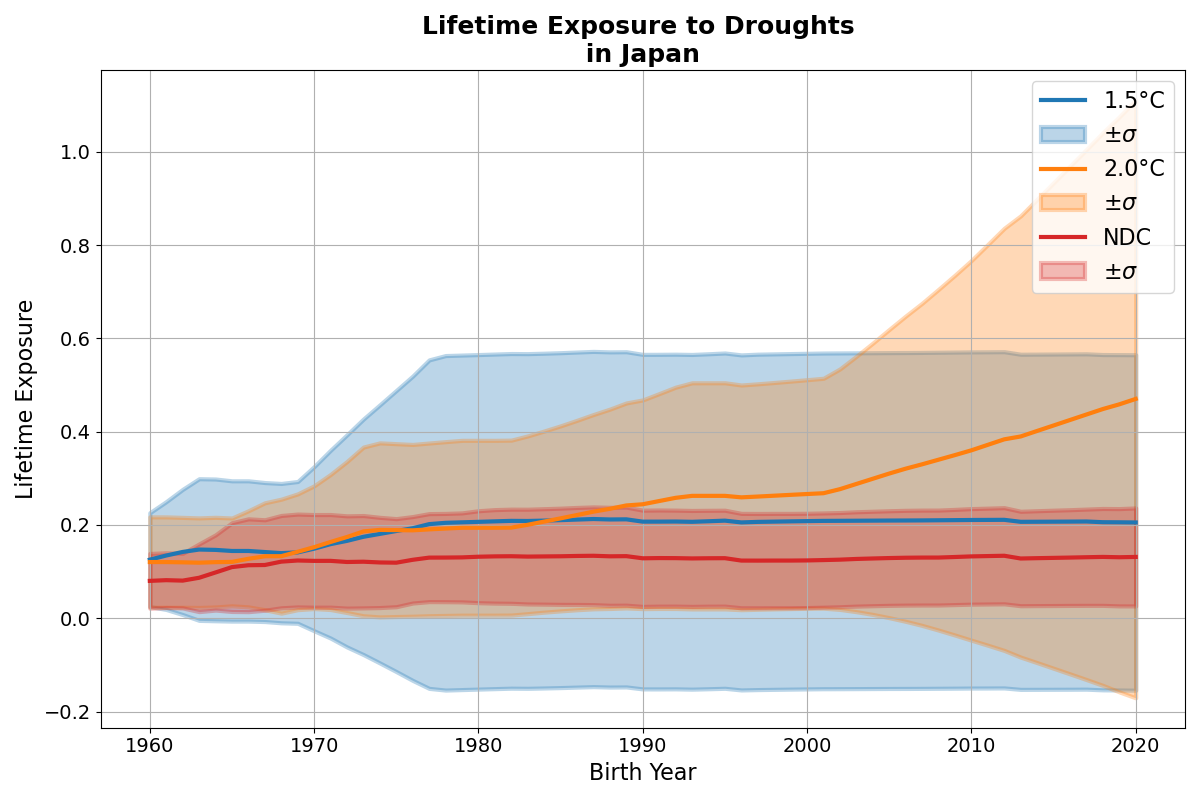 Lifetime Exposure to Droughts
in Japan
1.5°C
±σ
2.0°C
±σ
NDC
±σ
Lifetime Exposure
1.0
0.8
0.6
0.4
0.2
0.0
−0.2
1960 1970 1980 1990 2000 2010 2020
Birth Year